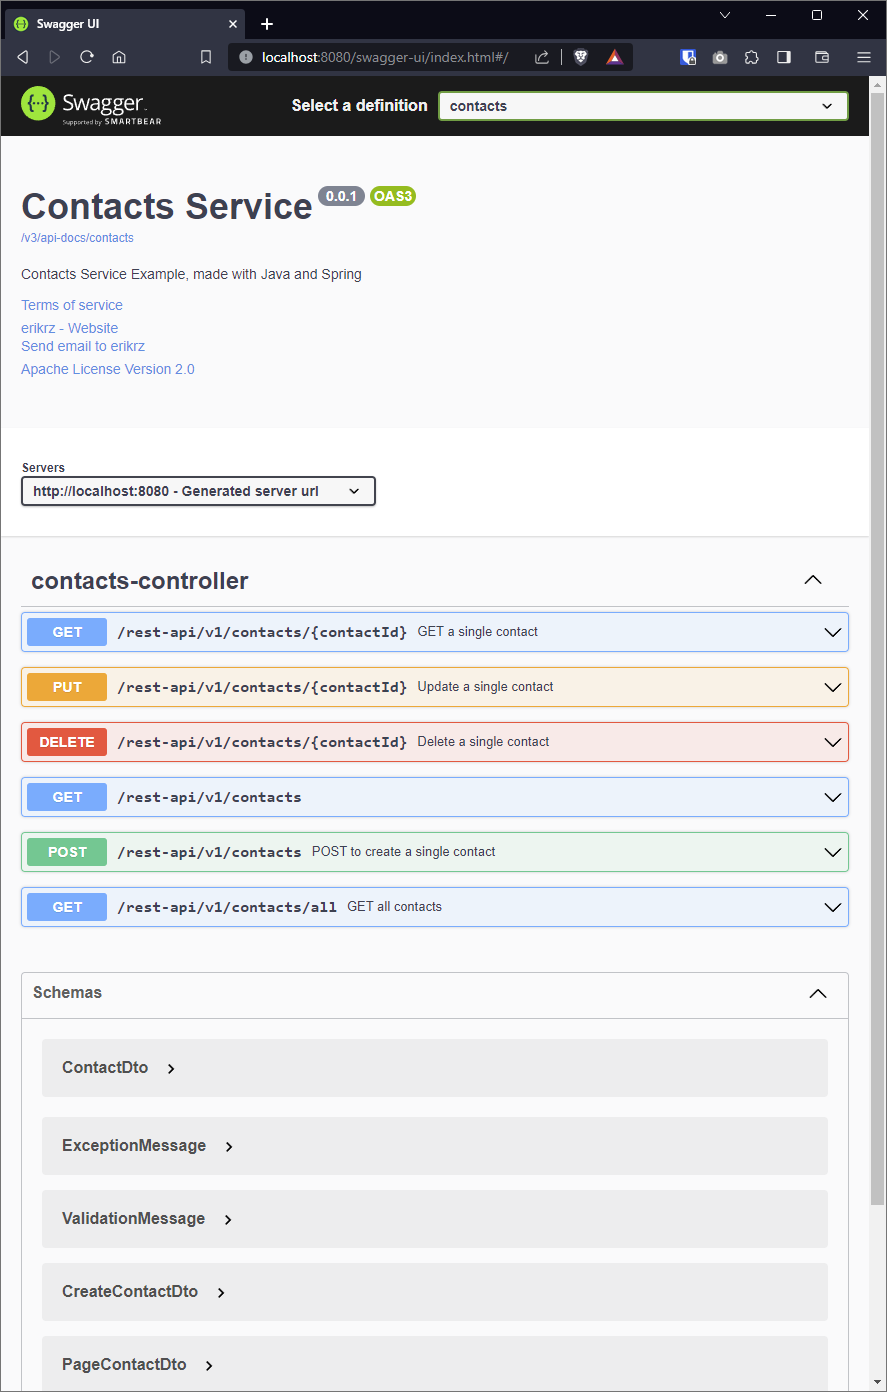 Swagger UI
localhost:8080/swagger-ui/index.html#/
Swagger.
Supported by SMARTBEAR
Select a definition
contacts
Contacts Service 0.0.1 OAS3
/v3/api-docs/contacts
Contacts Service Example, made with Java and Spring
Terms of service
erikrz - Website
Send email to erikrz
Apache License Version 2.0
Servers
http://localhost:8080 - Generated server url
contacts-controller
GET /rest-api/v1/contacts/{contactId} GET a single contact
PUT /rest-api/v1/contacts/{contactId} Update a single contact
DELETE /rest-api/v1/contacts/{contactId} Delete a single contact
GET /rest-api/v1/contacts
POST /rest-api/v1/contacts POST to create a single contact
GET /rest-api/v1/contacts/all GET all contacts
Schemas
ContactDto
ExceptionMessage
ValidationMessage
CreateContactDto
PageContactDto